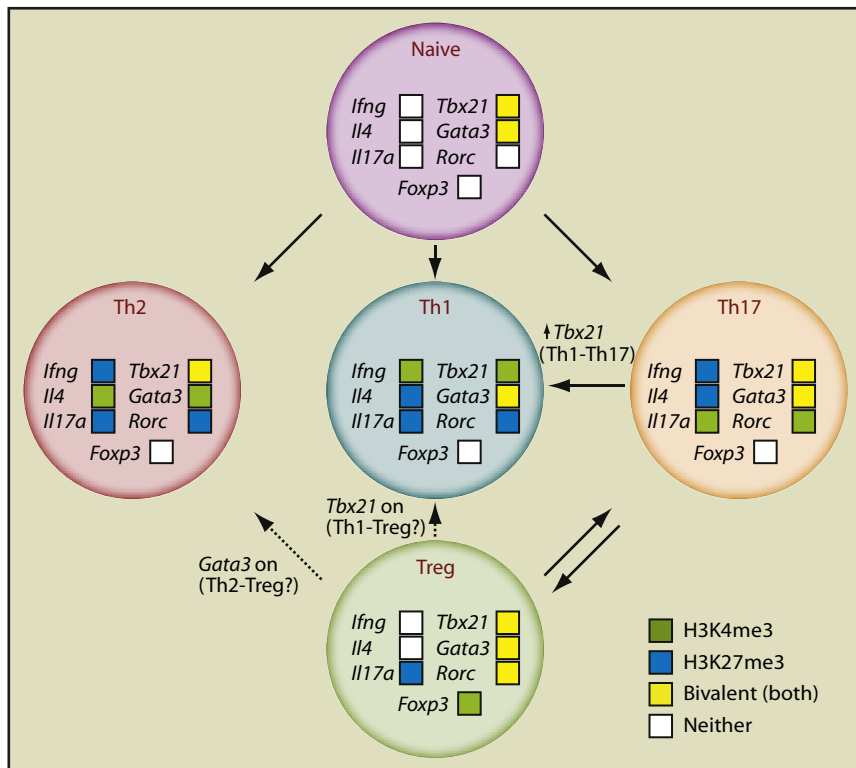 Naive
Ifng Tbx21
Il4 Gata3
Il17a Rorc
Foxp3
Th2
Ifng Tbx21
Il4 Gata3
Il17a Rorc
Foxp3
Th1
Ifng Tbx21
Il4 Gata3
Il17a Rorc
Foxp3
Tbx21
(Th1-Th17)
Th17
Ifng Tbx21
Il4 Gata3
Il17a Rorc
Foxp3
Tbx21 on
(Th1-Treg?)
Gata3 on
(Th2-Treg?)
Treg
Ifng Tbx21
Il4 Gata3
Il17a Rorc
Foxp3
H3K4me3
H3K27me3
Bivalent (both)
Neither